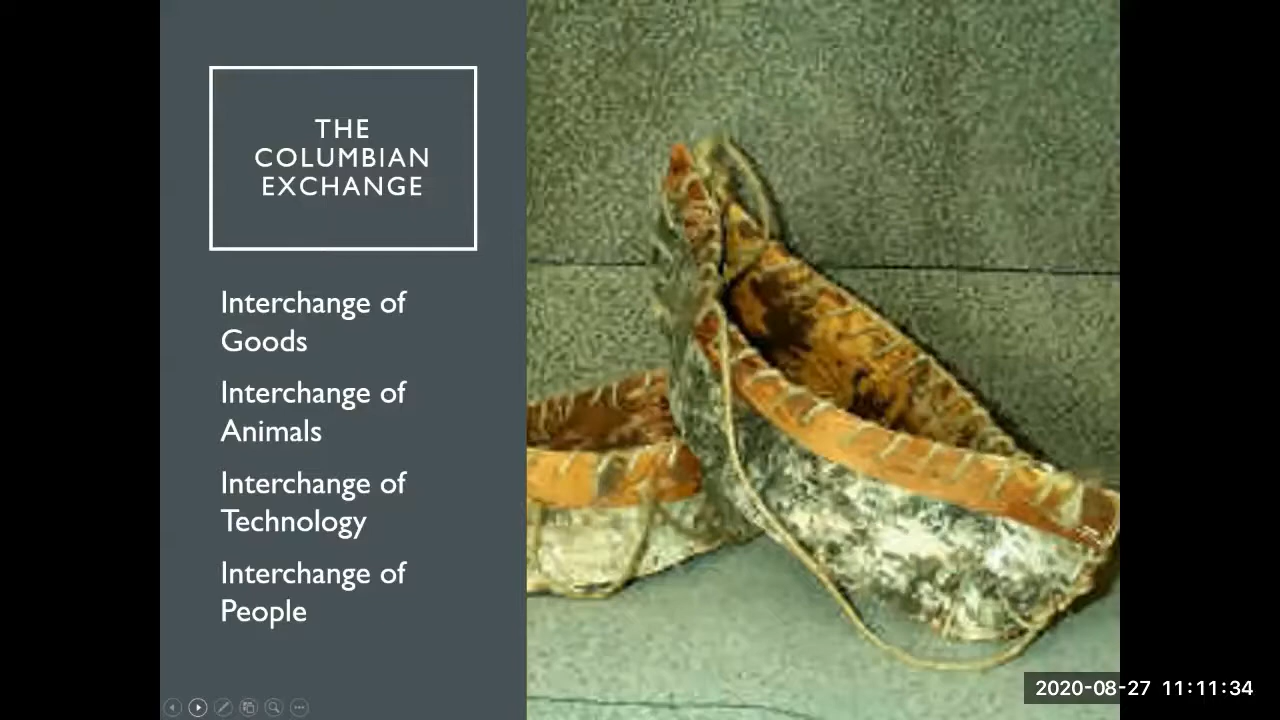 THE
COLUMBIAN
EXCHANGE
Interchange of
Goods
Interchange of
Animals
Interchange of
Technology
Interchange of
People
2020-08-27 11:11:34